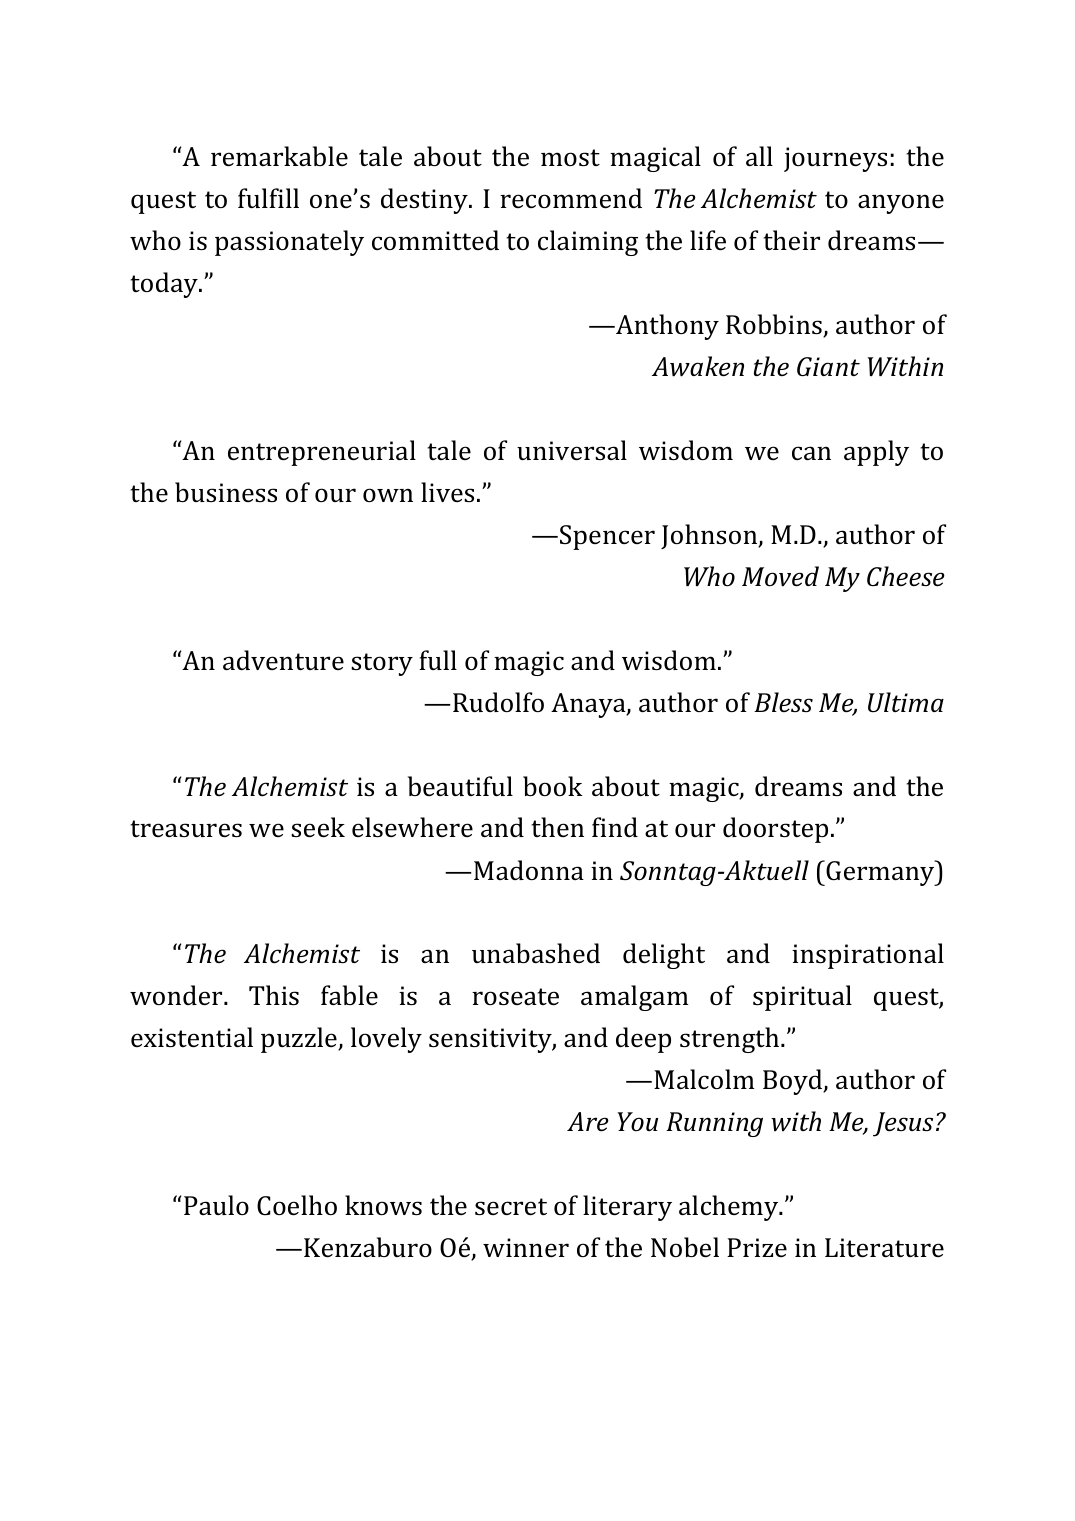 “A remarkable tale about the most magical of all journeys: the
quest to fulfill one’s destiny. I recommend The Alchemist to anyone
who is passionately committed to claiming the life of their dreams—
today.”
—Anthony Robbins, author of
Awaken the Giant Within
“An entrepreneurial tale of universal wisdom we can apply to
the business of our own lives.”
—Spencer Johnson, M.D., author of
Who Moved My Cheese
“An adventure story full of magic and wisdom.”
—Rudolfo Anaya, author of Bless Me, Ultima
“The Alchemist is a beautiful book about magic, dreams and the
treasures we seek elsewhere and then find at our doorstep.”
—Madonna in Sonntag-Aktuell (Germany)
“The Alchemist is an unabashed delight and inspirational
wonder. This fable is a roseate amalgam of spiritual quest,
existential puzzle, lovely sensitivity, and deep strength.”
—Malcolm Boyd, author of
Are You Running with Me, Jesus?
“Paulo Coelho knows the secret of literary alchemy.”
—Kenzaburo Oé, winner of the Nobel Prize in Literature